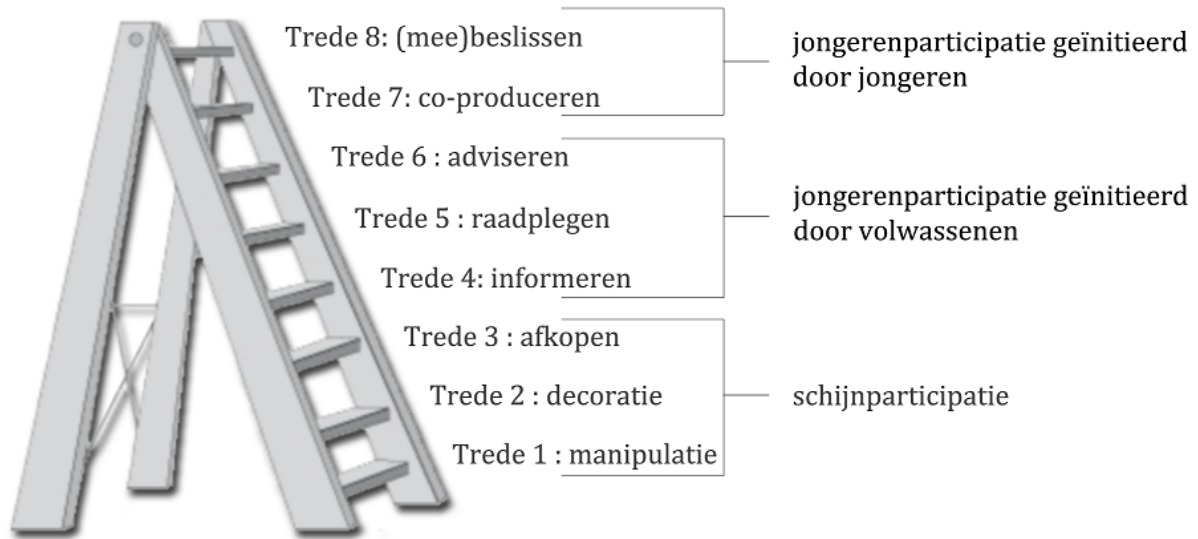 Trede 8: (mee)beslissen
Trede 7: co-produceren
jongerenparticipatie geïnitieerd
door jongeren
Trede 6 : adviseren
Trede 5 : raadplegen
Trede 4: informeren
jongerenparticipatie geïnitieerd
door volwassenen
Trede 3 : afkopen
Trede 2 : decoratie
Trede 1 : manipulatie
schijnparticipatie